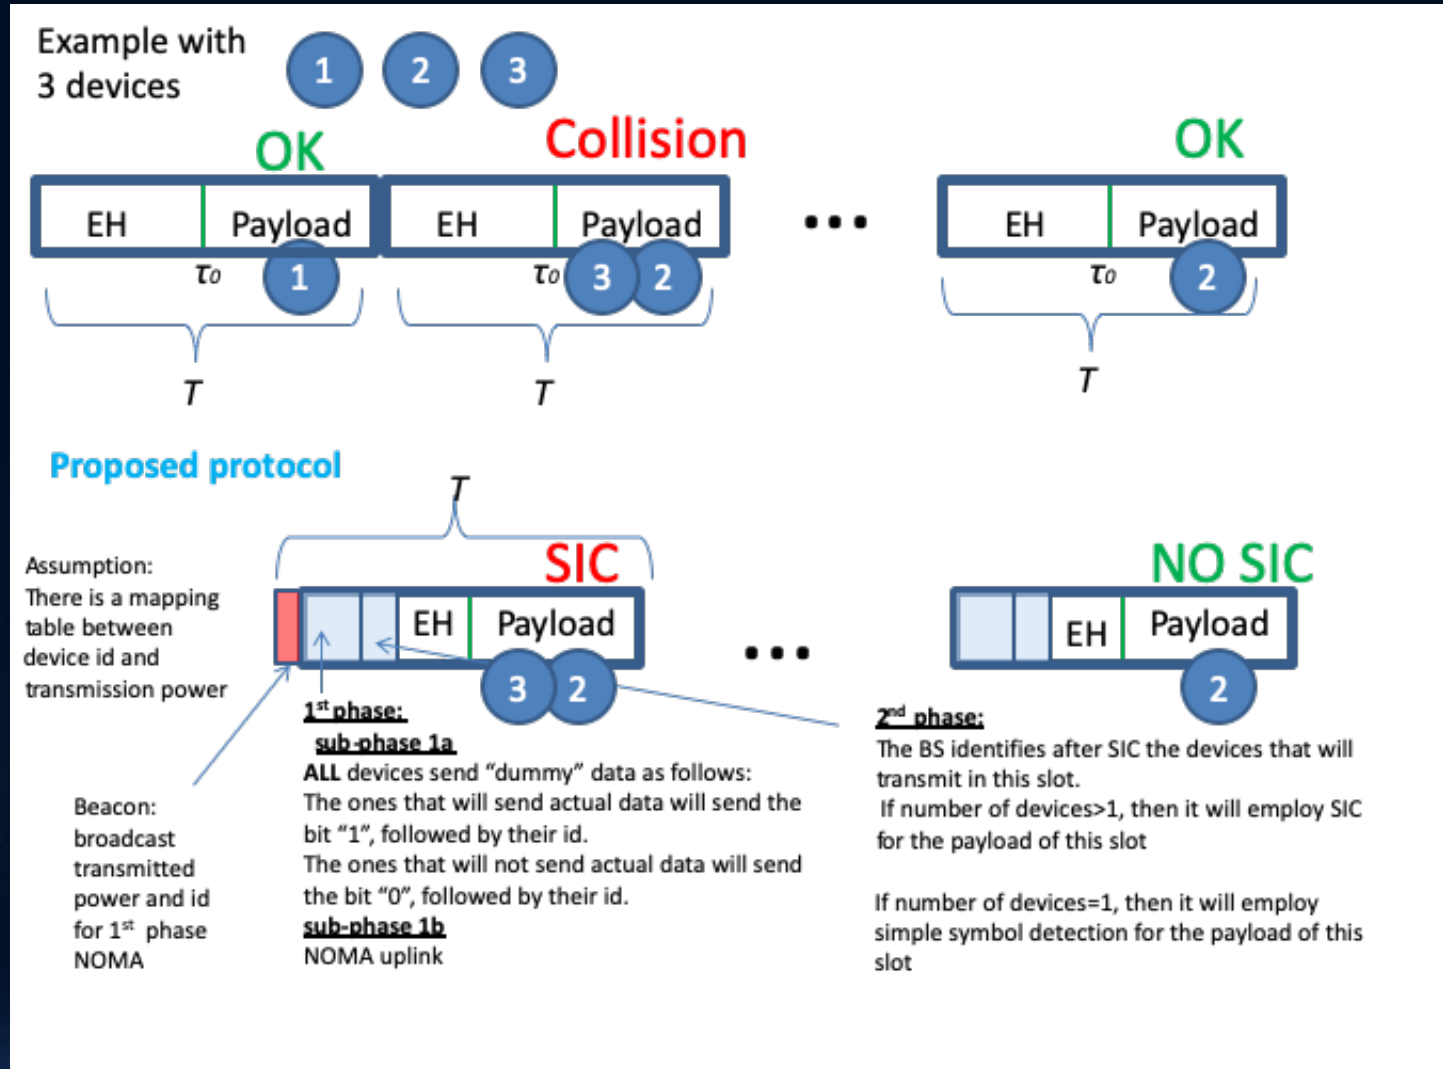 Example with
3 devices
1 2 3
OK
Collision
OK
EH Payload EH Payload ... EH Payload
τ0 1 τ0 3 2 τ0 2
T T T
Proposed protocol
T
SIC
NO SIC
Assumption:
There is a mapping
table between
device id and
transmission power
EH Payload ... EH Payload
3 2 2
1st phase:
sub-phase 1a
ALL devices send “dummy” data as follows:
The ones that will send actual data will send the
bit “1”, followed by their id.
The ones that will not send actual data will send
the bit “0”, followed by their id.
sub-phase 1b
NOMA uplink
Beacon:
broadcast
transmitted
power and id
for 1st phase
NOMA
2nd phase:
The BS identifies after SIC the devices that will
transmit in this slot.
If number of devices>1, then it will employ SIC
for the payload of this slot
If number of devices=1, then it will employ
simple symbol detection for the payload of this
slot